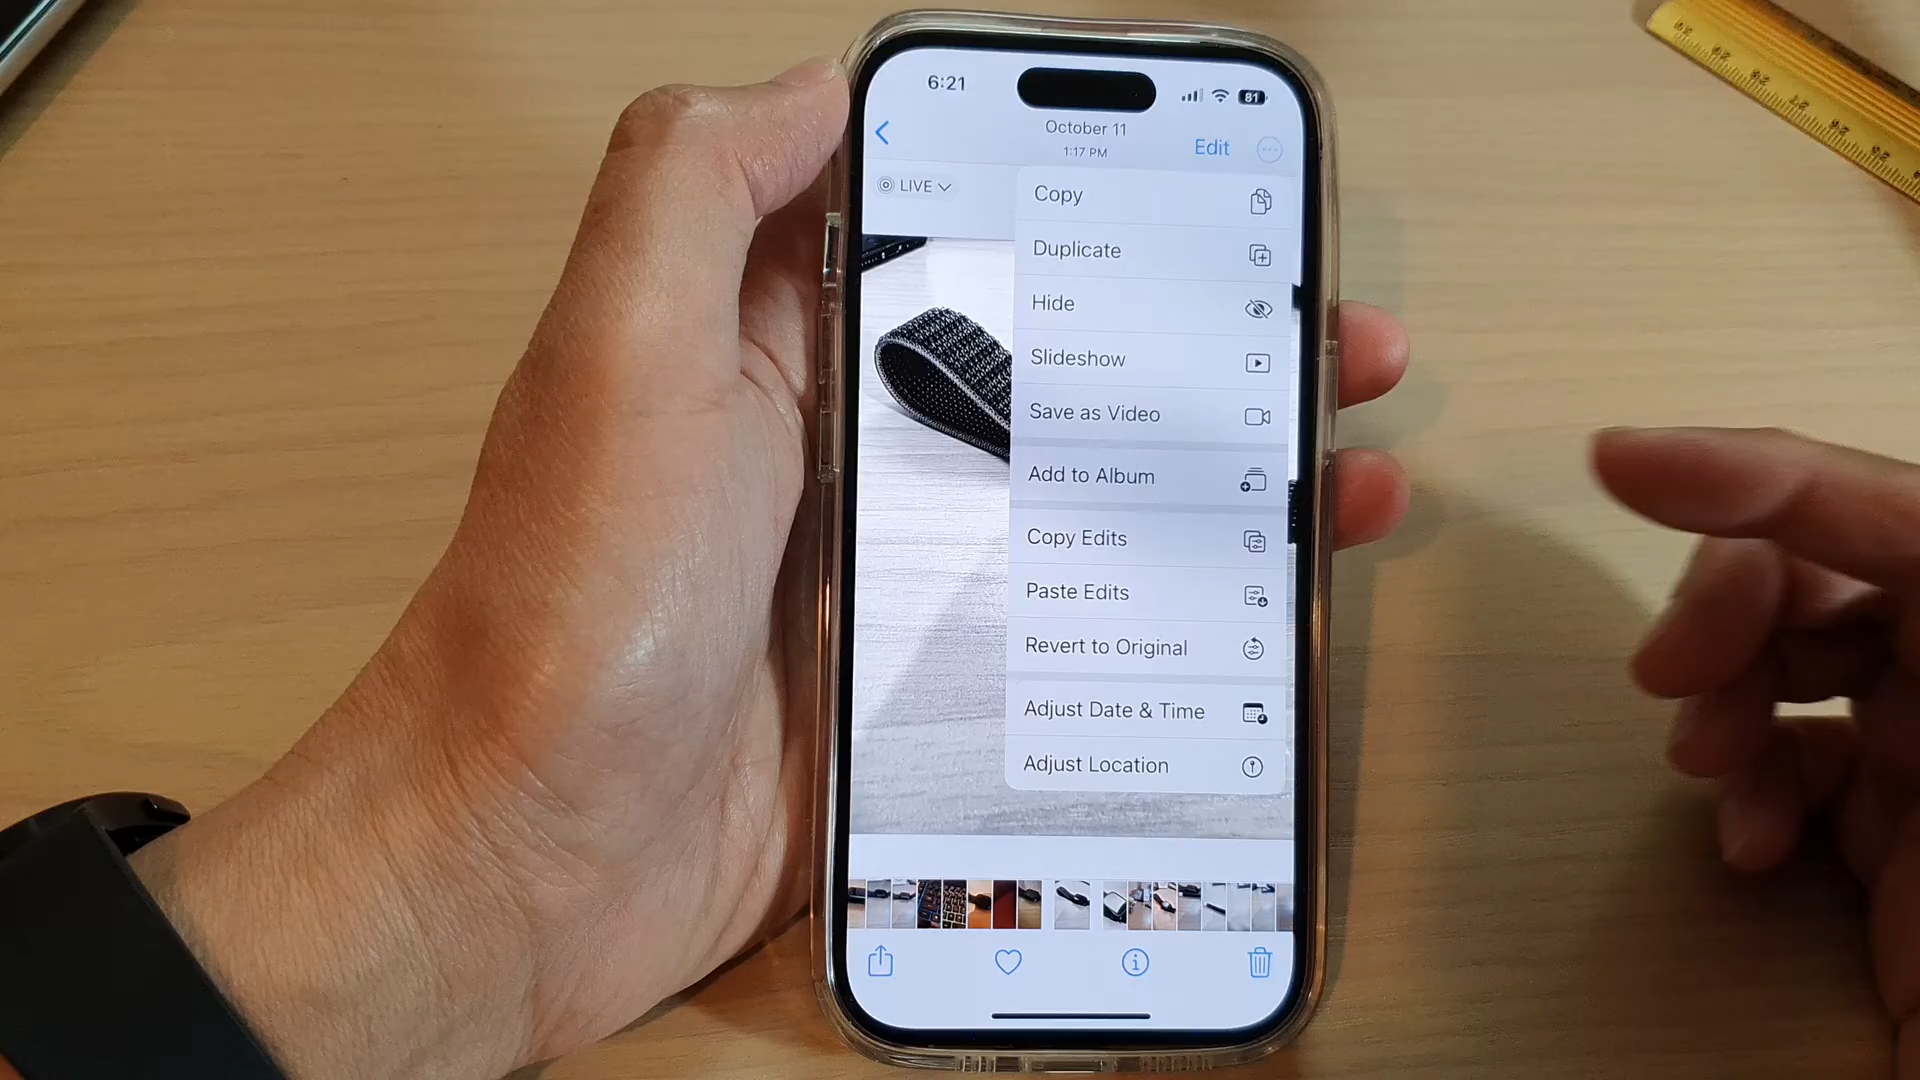 6:21
81
October 11
1:17 PM
Edit
LIVE
Copy
Duplicate
Hide
Slideshow
Save as Video
Add to Album
Copy Edits
Paste Edits
Revert to Original
Adjust Date & Time
Adjust Location